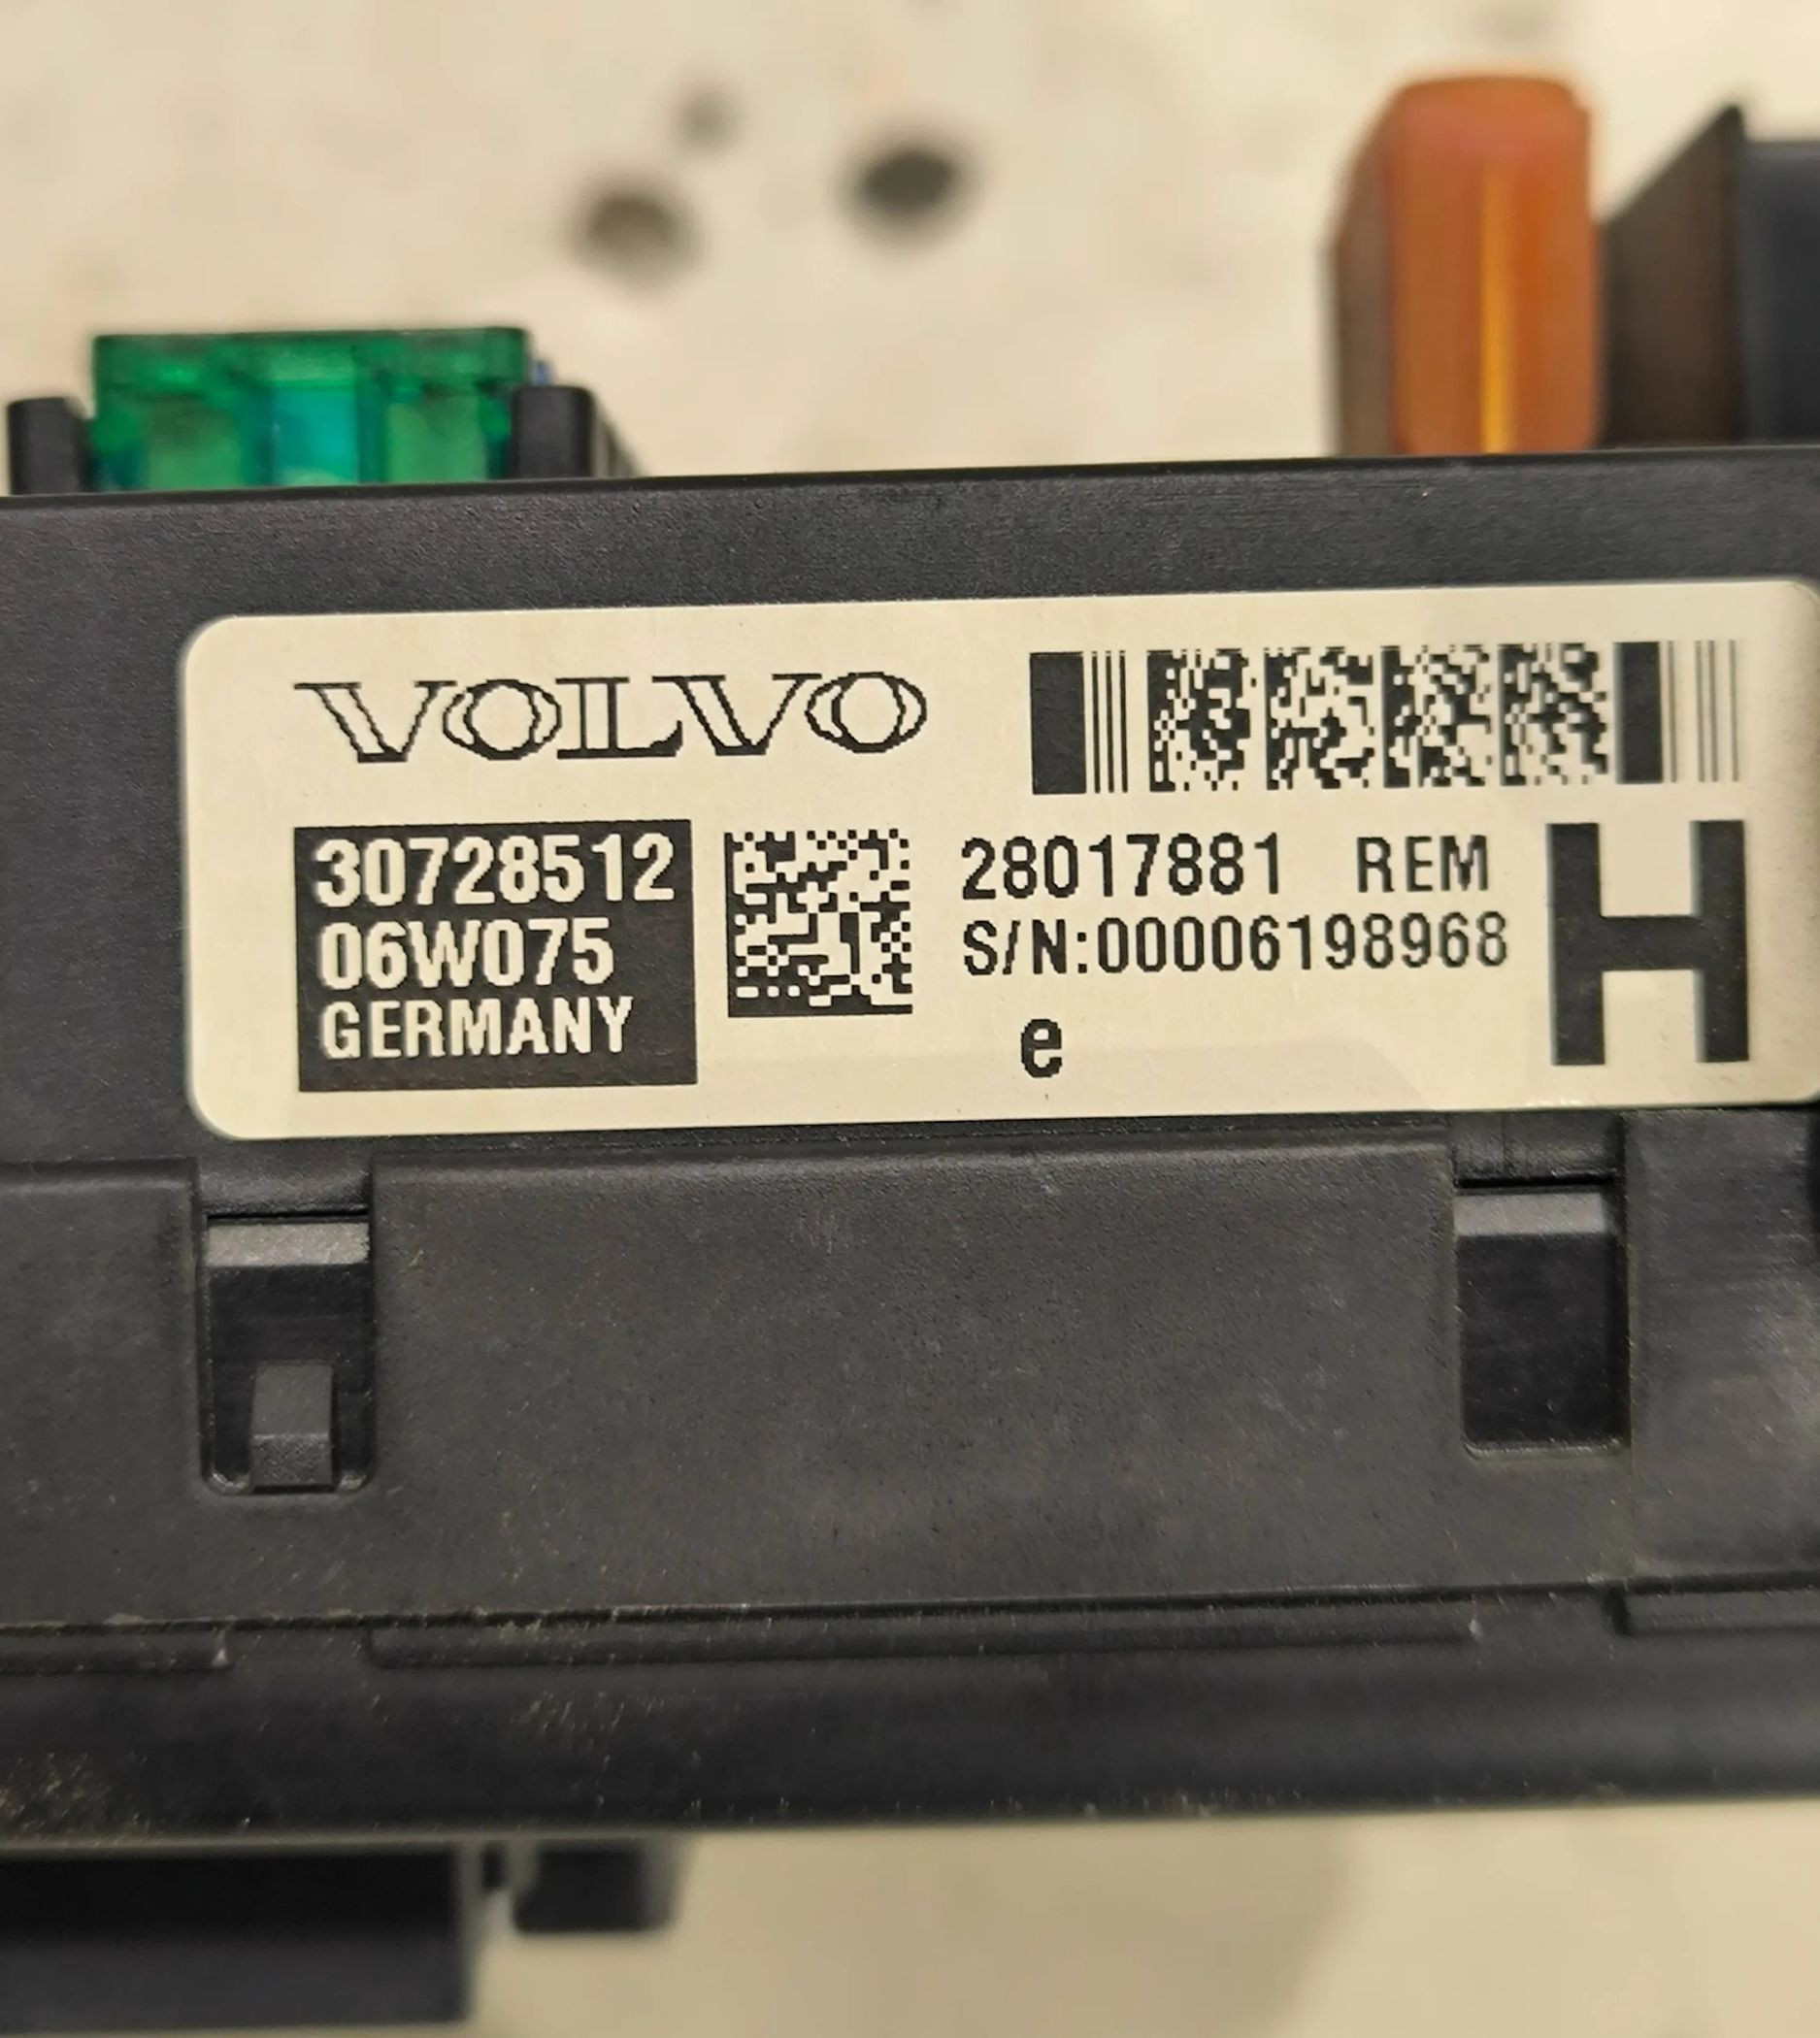 VOLVO
30728512
06W075
GERMANY
28017881 REM
S/N:00006198968
e
H